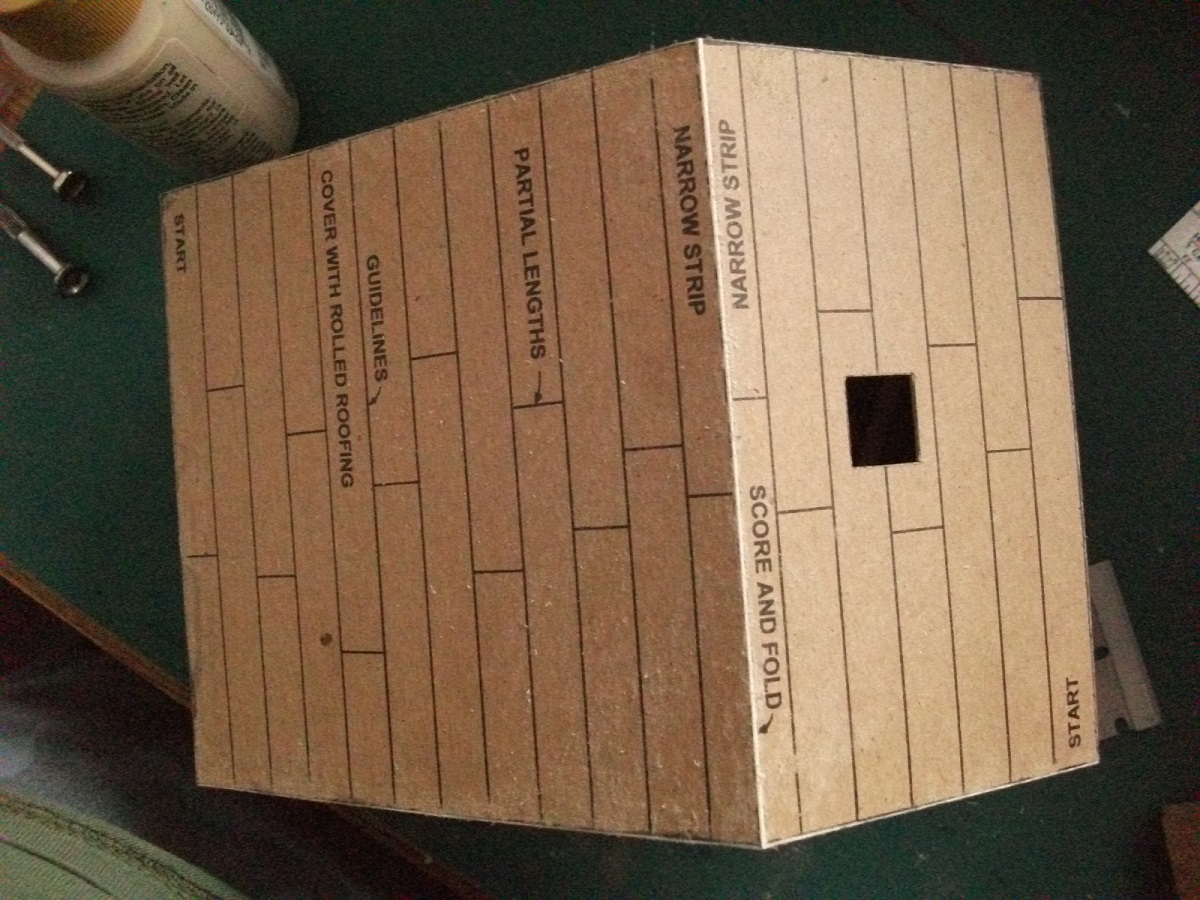 START
COVER WITH ROLLED ROOFING
GUIDELINES
PARTIAL LENGTHS
NARROW STRIP
NARROW STRIP
SCORE AND FOLD
START